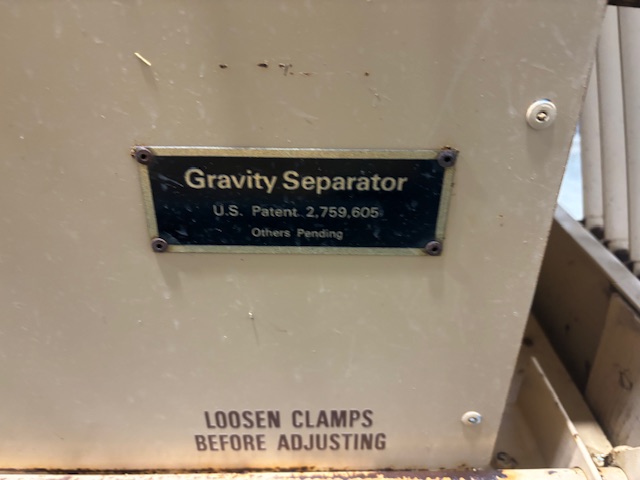 Gravity Separator
U.S. Patent 2,759,605
Others Pending
LOOSEN CLAMPS
BEFORE ADJUSTING